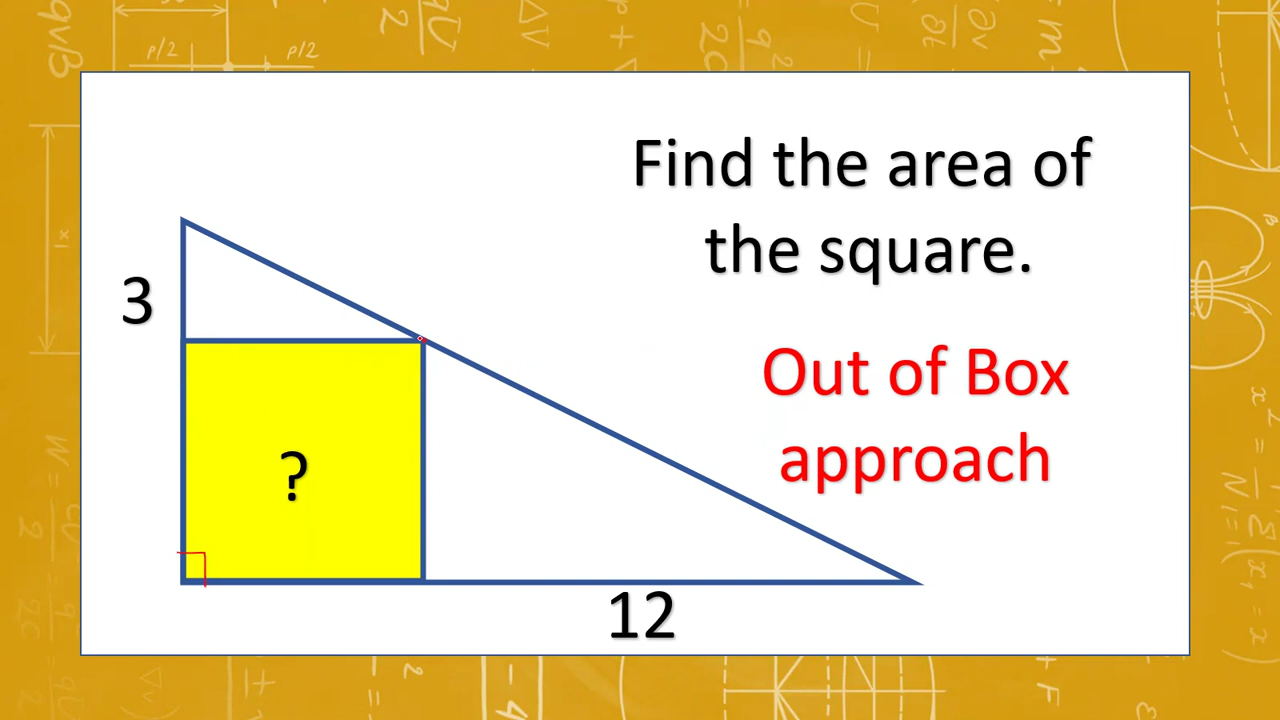 Find the area of
the square.
3
Out of Box
approach
?
12